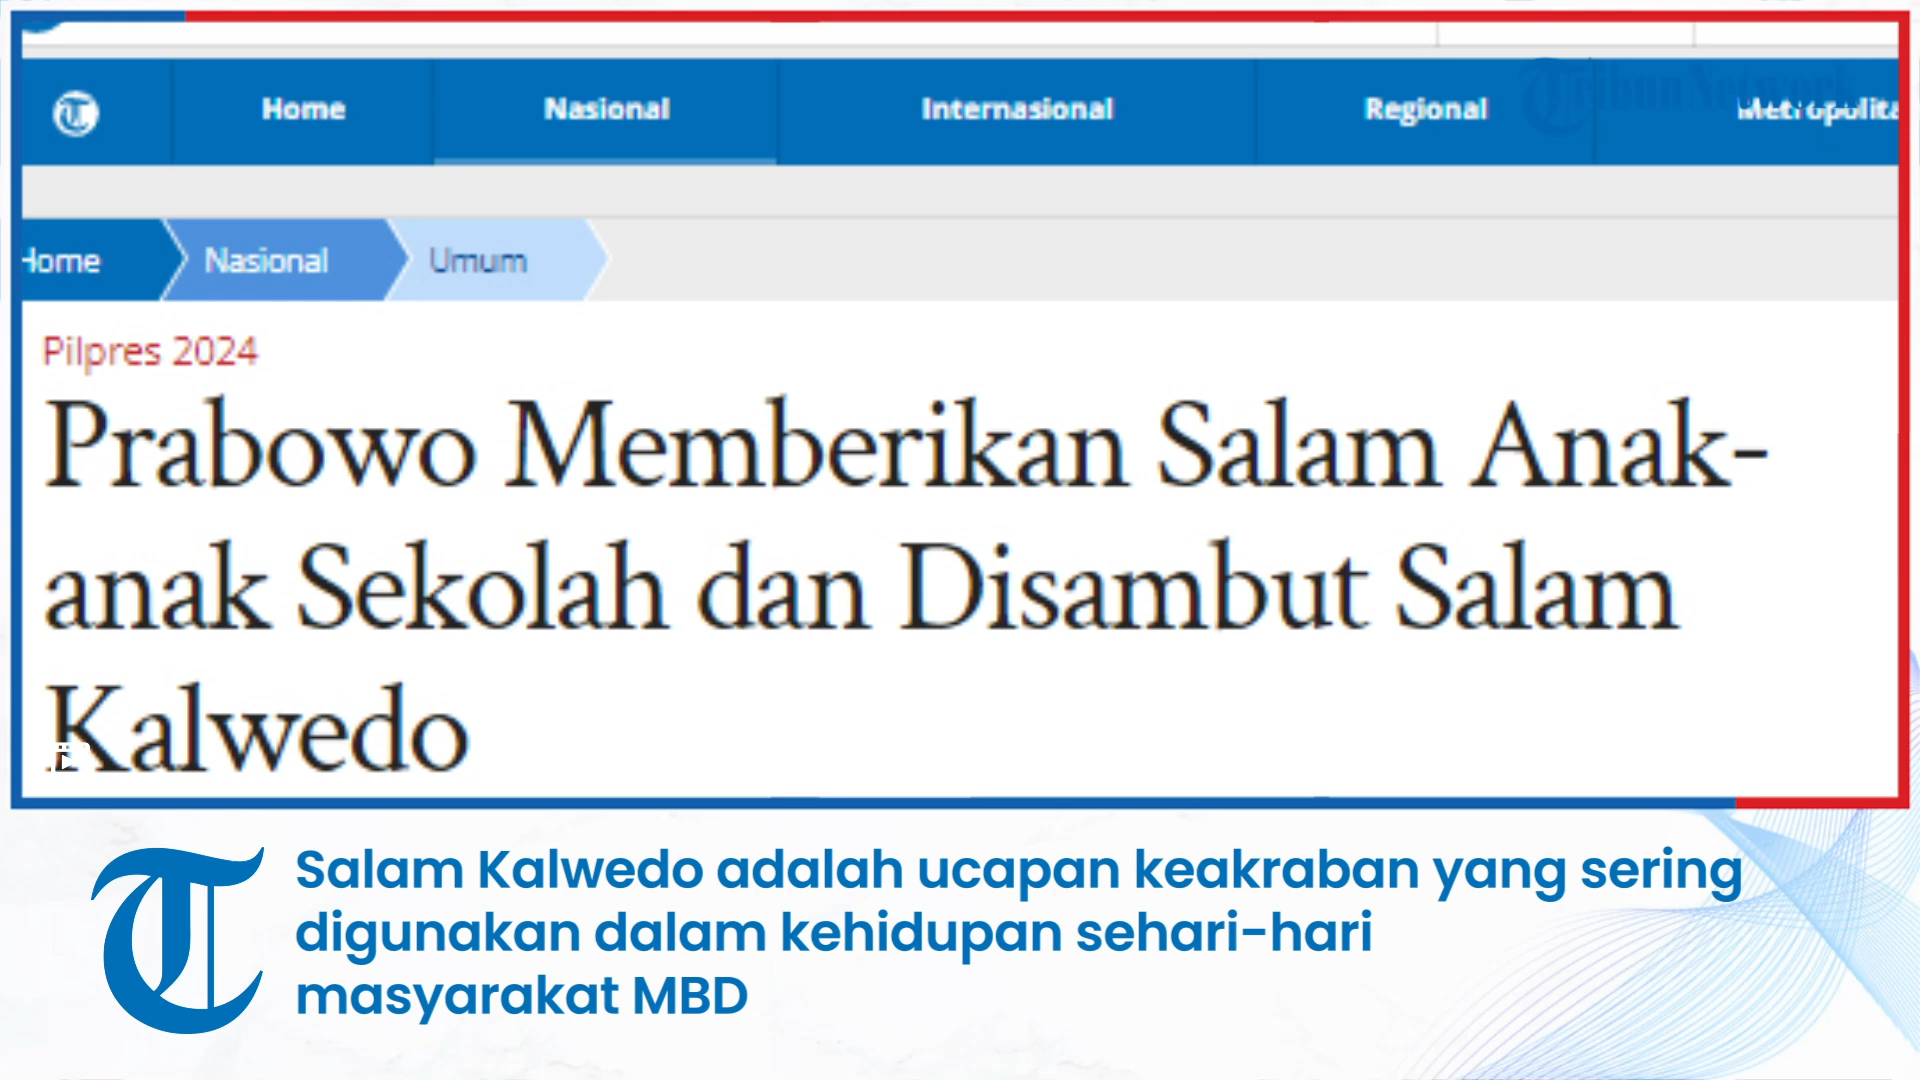 Home Nasional Internasional Regional
TribunNetwork
Home Nasional Umum
Pilpres 2024
Prabowo Memberikan Salam Anak-
anak Sekolah dan Disambut Salam
Kalwedo
Salam Kalwedo adalah ucapan keakraban yang sering
digunakan dalam kehidupan sehari-hari
masyarakat MBD